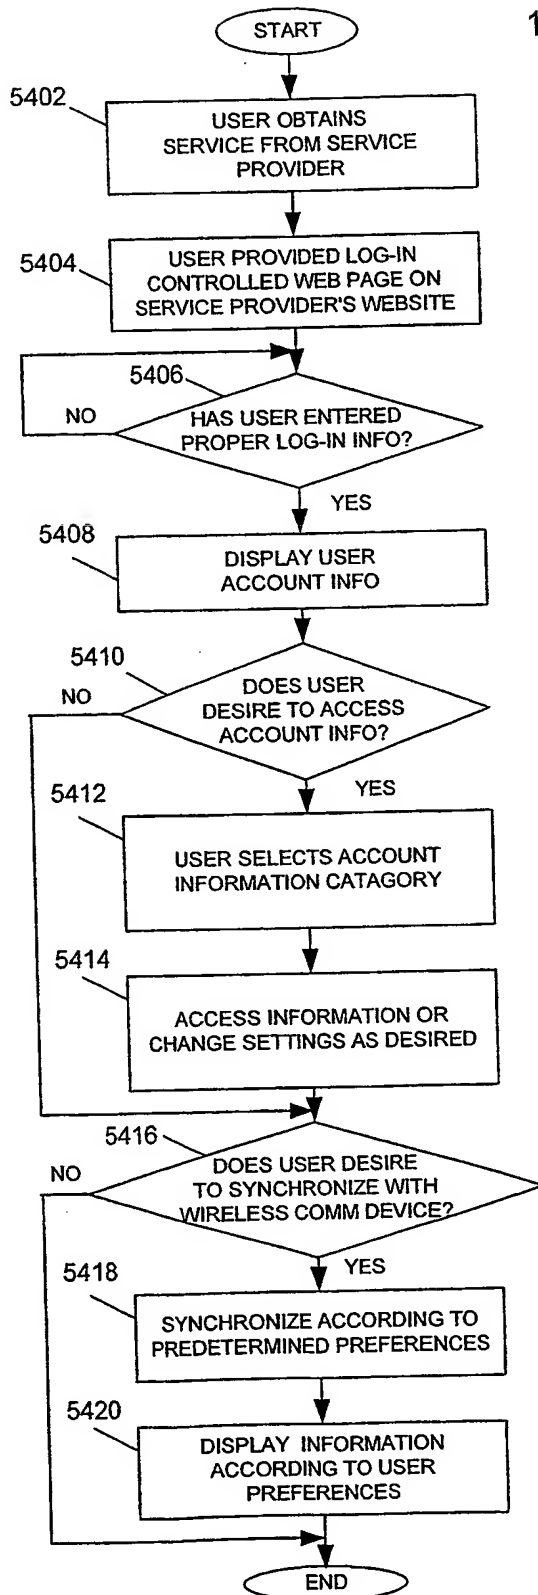 START
1
5402
USER OBTAINS
SERVICE FROM SERVICE
PROVIDER
5404
USER PROVIDED LOG-IN
CONTROLLED WEB PAGE ON
SERVICE PROVIDER'S WEBSITE
5406
NO
HAS USER ENTERED
PROPER LOG-IN INFO?
YES
5408
DISPLAY USER
ACCOUNT INFO
5410
NO
DOES USER
DESIRE TO ACCESS
ACCOUNT INFO?
YES
5412
USER SELECTS ACCOUNT
INFORMATION CATAGORY
5414
ACCESS INFORMATION OR
CHANGE SETTINGS AS DESIRED
5416
NO
DOES USER DESIRE
TO SYNCHRONIZE WITH
WIRELESS COMM DEVICE?
YES
5418
SYNCHRONIZE ACCORDING TO
PREDETERMINED PREFERENCES
5420
DISPLAY INFORMATION
ACCORDING TO USER
PREFERENCES
END